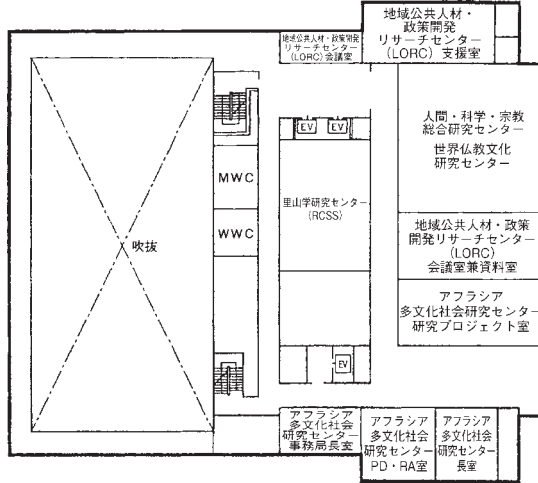 地域公共人材・
政策開発
リサーチセンター
(LORC)支援室
地域公共人材・政策開発
リサーチセンター
(LORC)会議室
人間・科学・宗教
総合研究センター
世界仏教文化
研究センター
EV
EV
MWC
里山学研究センター
(RCSS)
WWC
吹抜
地域公共人材・政策
開発リサーチセンター
(LORC)
会議室兼資料室
アフラシア
多文化社会研究センター
研究プロジェクト室
EV
アフラシア
多文化社会
研究センター
事務局長室
アフラシア
多文化社会
研究センター
PD・RA室
アフラシア
多文化社会
研究センター
長室